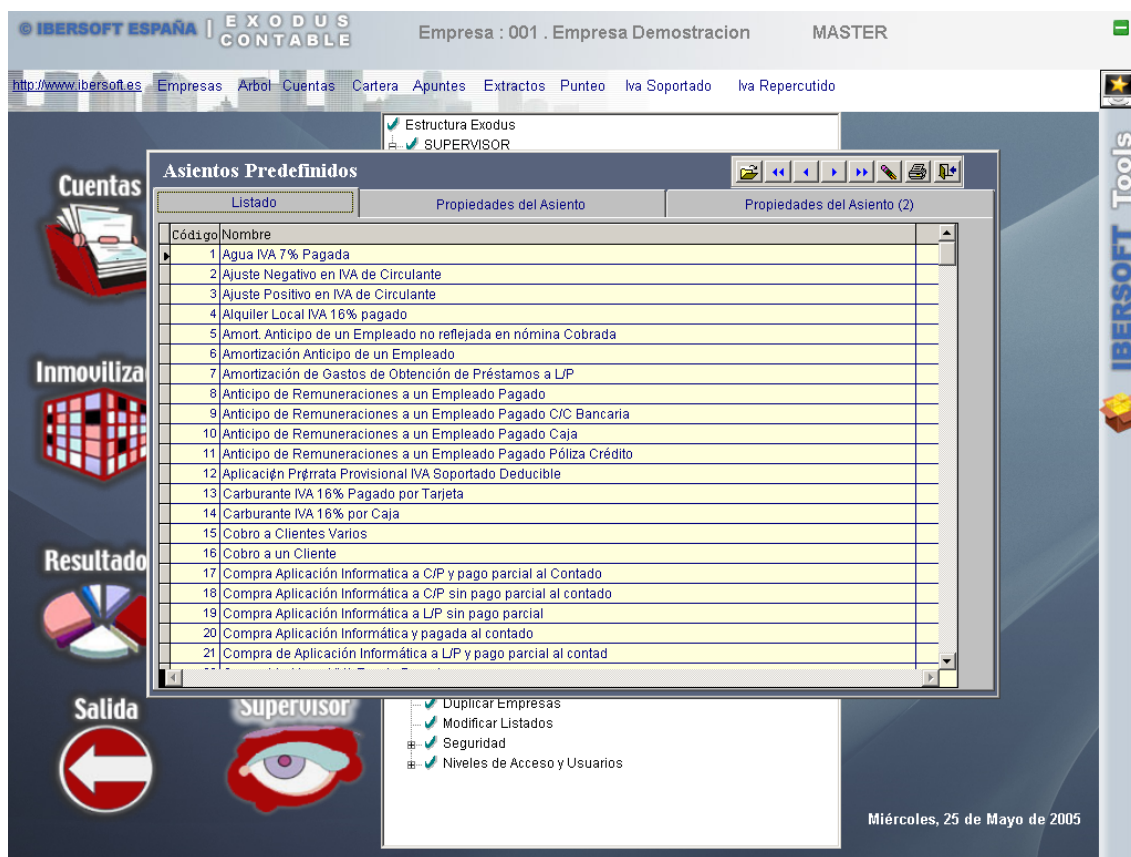 © IBERSOFT ESPAÑA | EXODUS CONTABLE
Empresa : 001 . Empresa Demostracion MASTER
http://www.ibersoft.es Empresas Arbol Cuentas Cartera Apuntes Extractos Punteo Iva Soportado Iva Repercutido
Estructura Exodus
SUPERVISOR
IBERSOFT Tools
Cuentas
Inmoviliza
Resultado
Salida
Supervisor
Asientos Predefinidos
Listado Propiedades del Asiento Propiedades del Asiento (2)
Código Nombre
1 Agua IVA 7% Pagada
2 Ajuste Negativo en IVA de Circulante
3 Ajuste Positivo en IVA de Circulante
4 Alquiler Local IVA 16% pagado
5 Amort. Anticipo de un Empleado no reflejada en nómina Cobrada
6 Amortización Anticipo de un Empleado
7 Amortización de Gastos de Obtención de Préstamos a L/P
8 Anticipo de Remuneraciones a un Empleado Pagado
9 Anticipo de Remuneraciones a un Empleado Pagado C/C Bancaria
10 Anticipo de Remuneraciones a un Empleado Pagado Caja
11 Anticipo de Remuneraciones a un Empleado Pagado Póliza Crédito
12 Aplicaci¢n Pr¢rrata Provisional IVA Soportado Deducible
13 Carburante IVA 16% Pagado por Tarjeta
14 Carburante IVA 16% por Caja
15 Cobro a Clientes Varios
16 Cobro a un Cliente
17 Compra Aplicación Informatica a C/P y pago parcial al Contado
18 Compra Aplicación Informática a C/P sin pago parcial al contado
19 Compra Aplicación Informática a L/P sin pago parcial
20 Compra Aplicación Informática y pagada al contado
21 Compra de Aplicación Informática a L/P y pago parcial al contad
Duplicar Empresas
Modificar Listados
Seguridad
Niveles de Acceso y Usuarios
Miércoles, 25 de Mayo de 2005